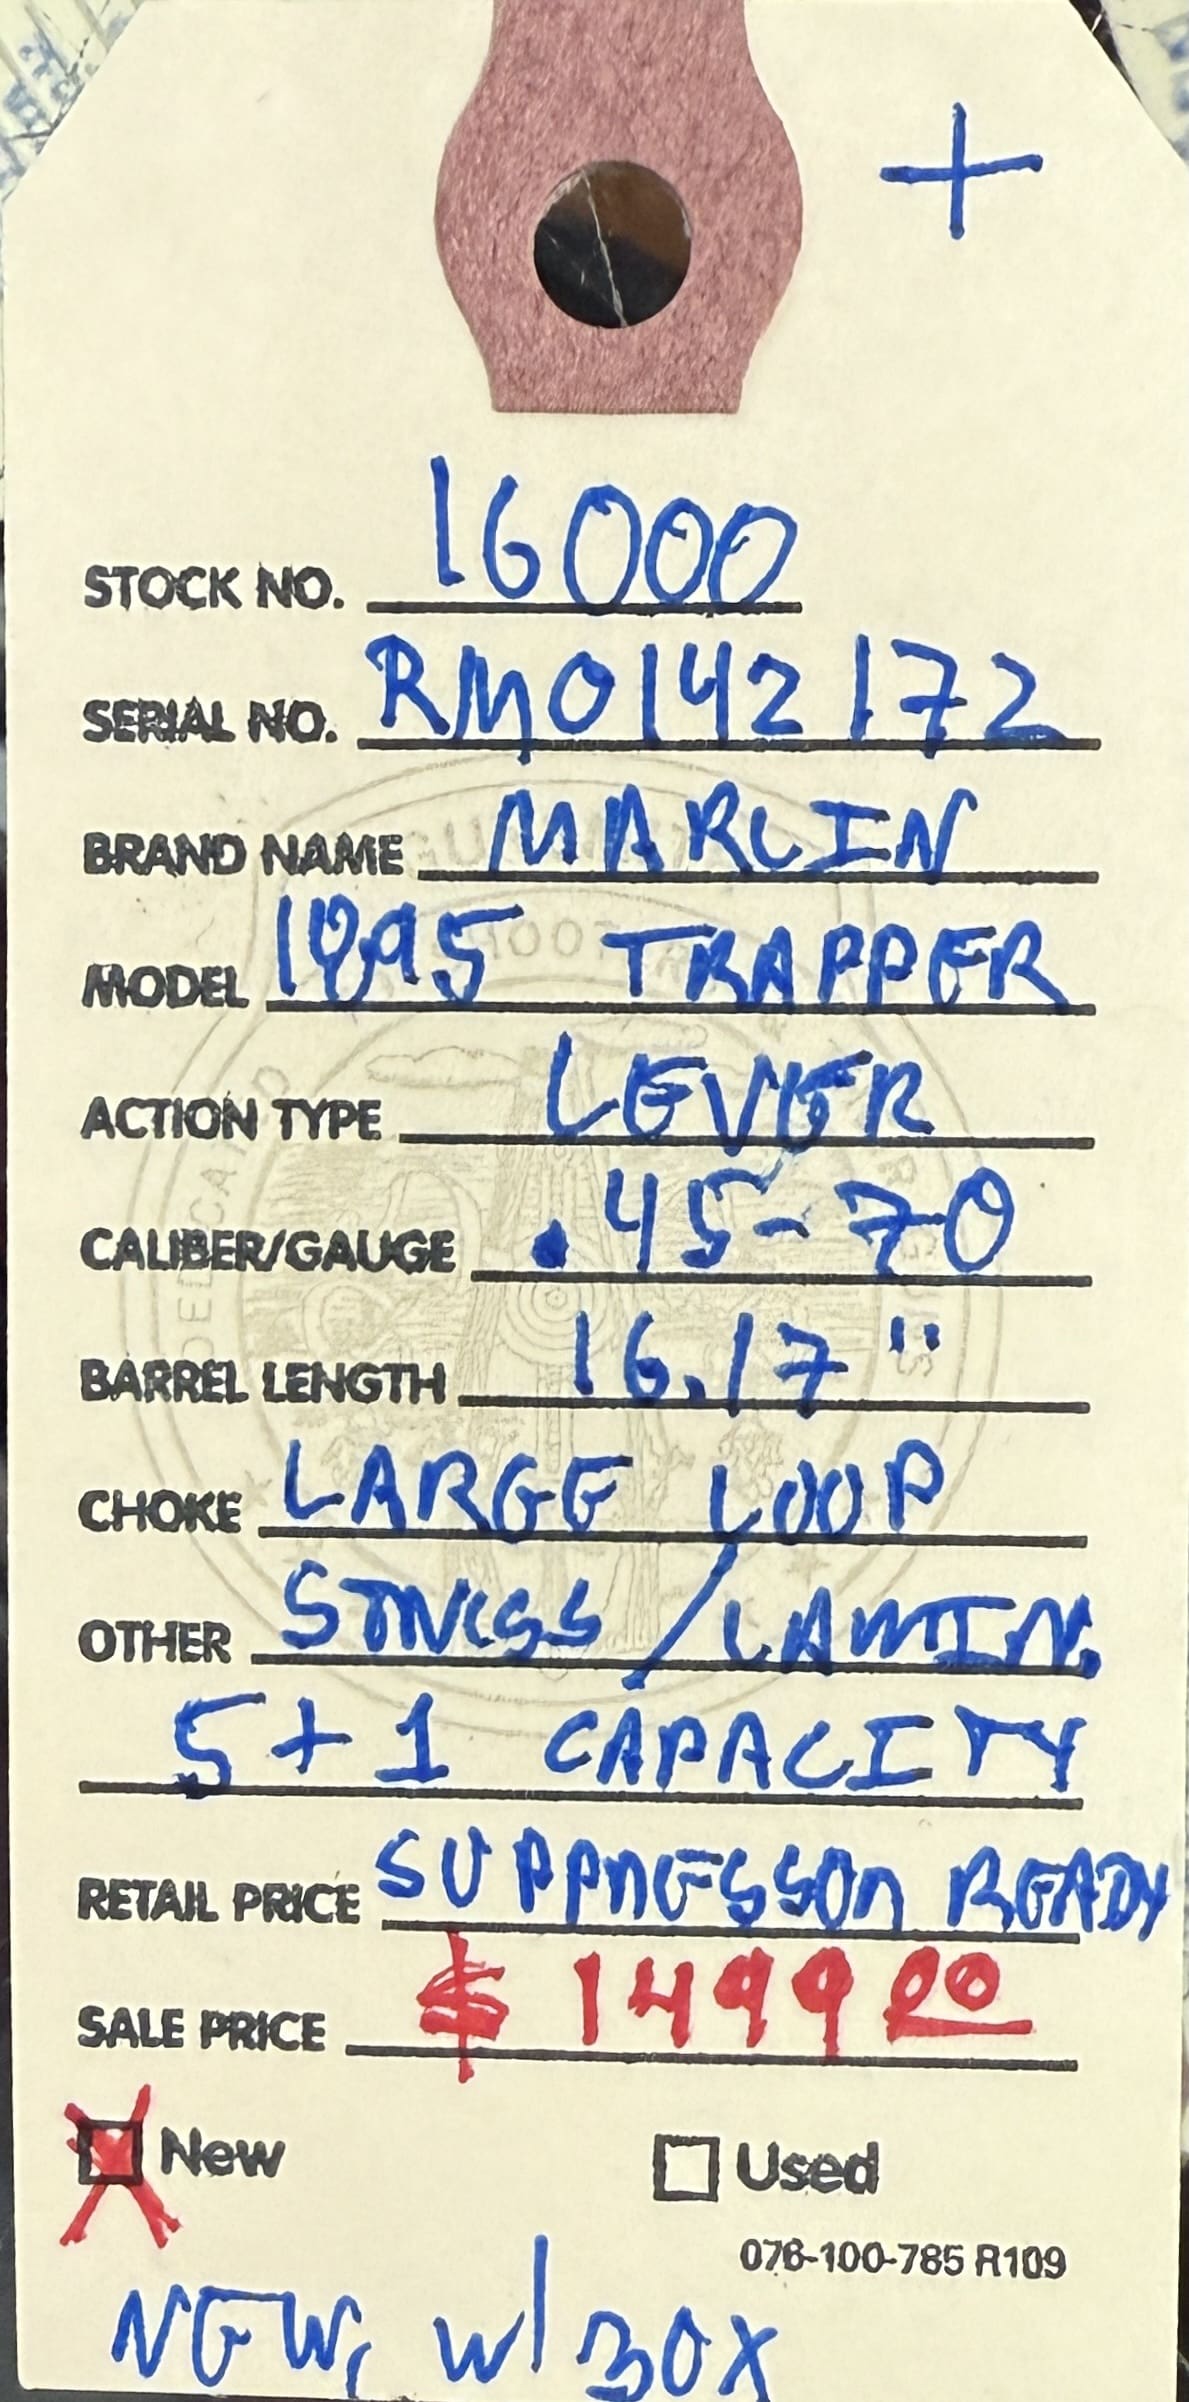 +
STOCK NO. 16000
SERIAL NO. RM0142172
BRAND NAME MARLIN
MODEL 1895 TRAPPER
ACTION TYPE LEVER
CALIBER/GAUGE .45-70
BARREL LENGTH 16.17"
CHOKE LARGE LOOP
OTHER STNLSS / LAMIN.
5+1 CAPACITY
RETAIL PRICE SUPPRESSOR READY
SALE PRICE $1499 00
New Used
076-100-785 R109
NEW, W/BOX